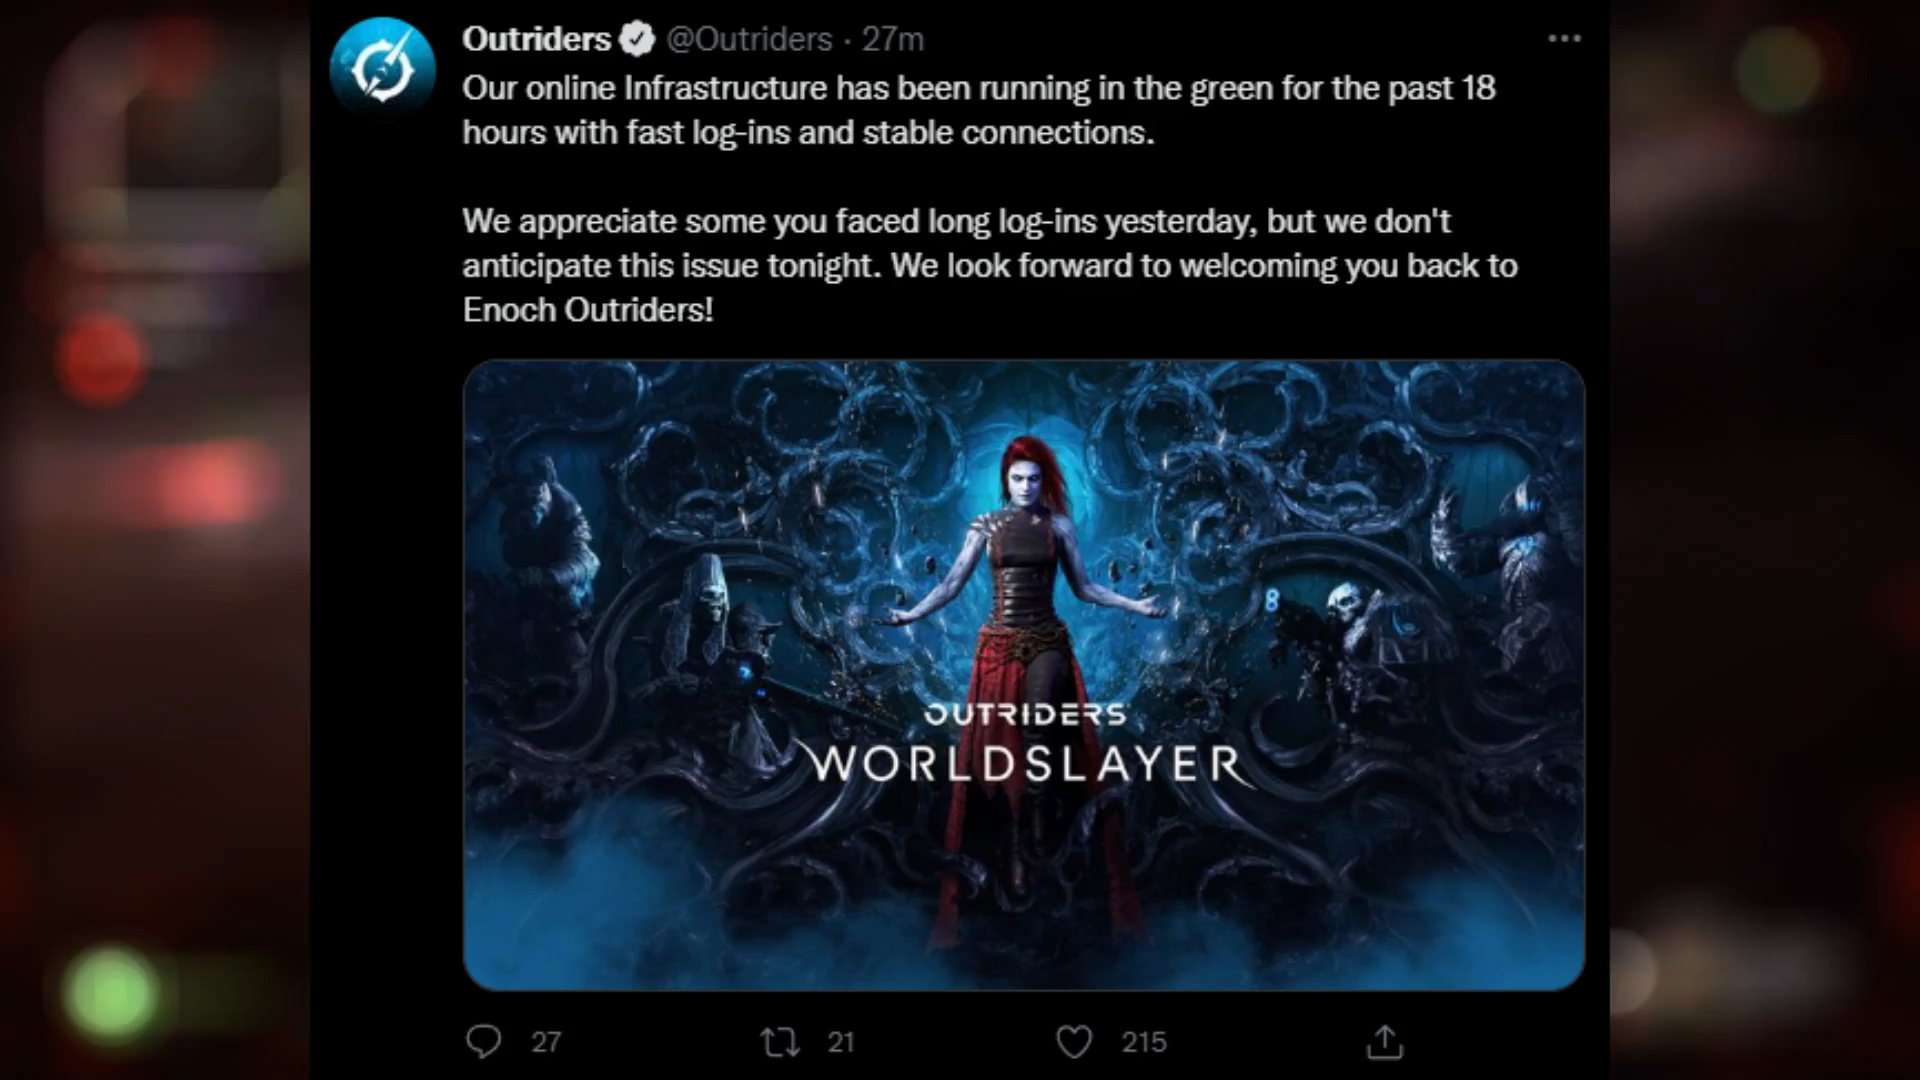 Outriders @Outriders · 27m
Our online Infrastructure has been running in the green for the past 18
hours with fast log-ins and stable connections.
We appreciate some you faced long log-ins yesterday, but we don't
anticipate this issue tonight. We look forward to welcoming you back to
Enoch Outriders!
8
OUTRIDERS
WORLDSLAYER
27 21 215